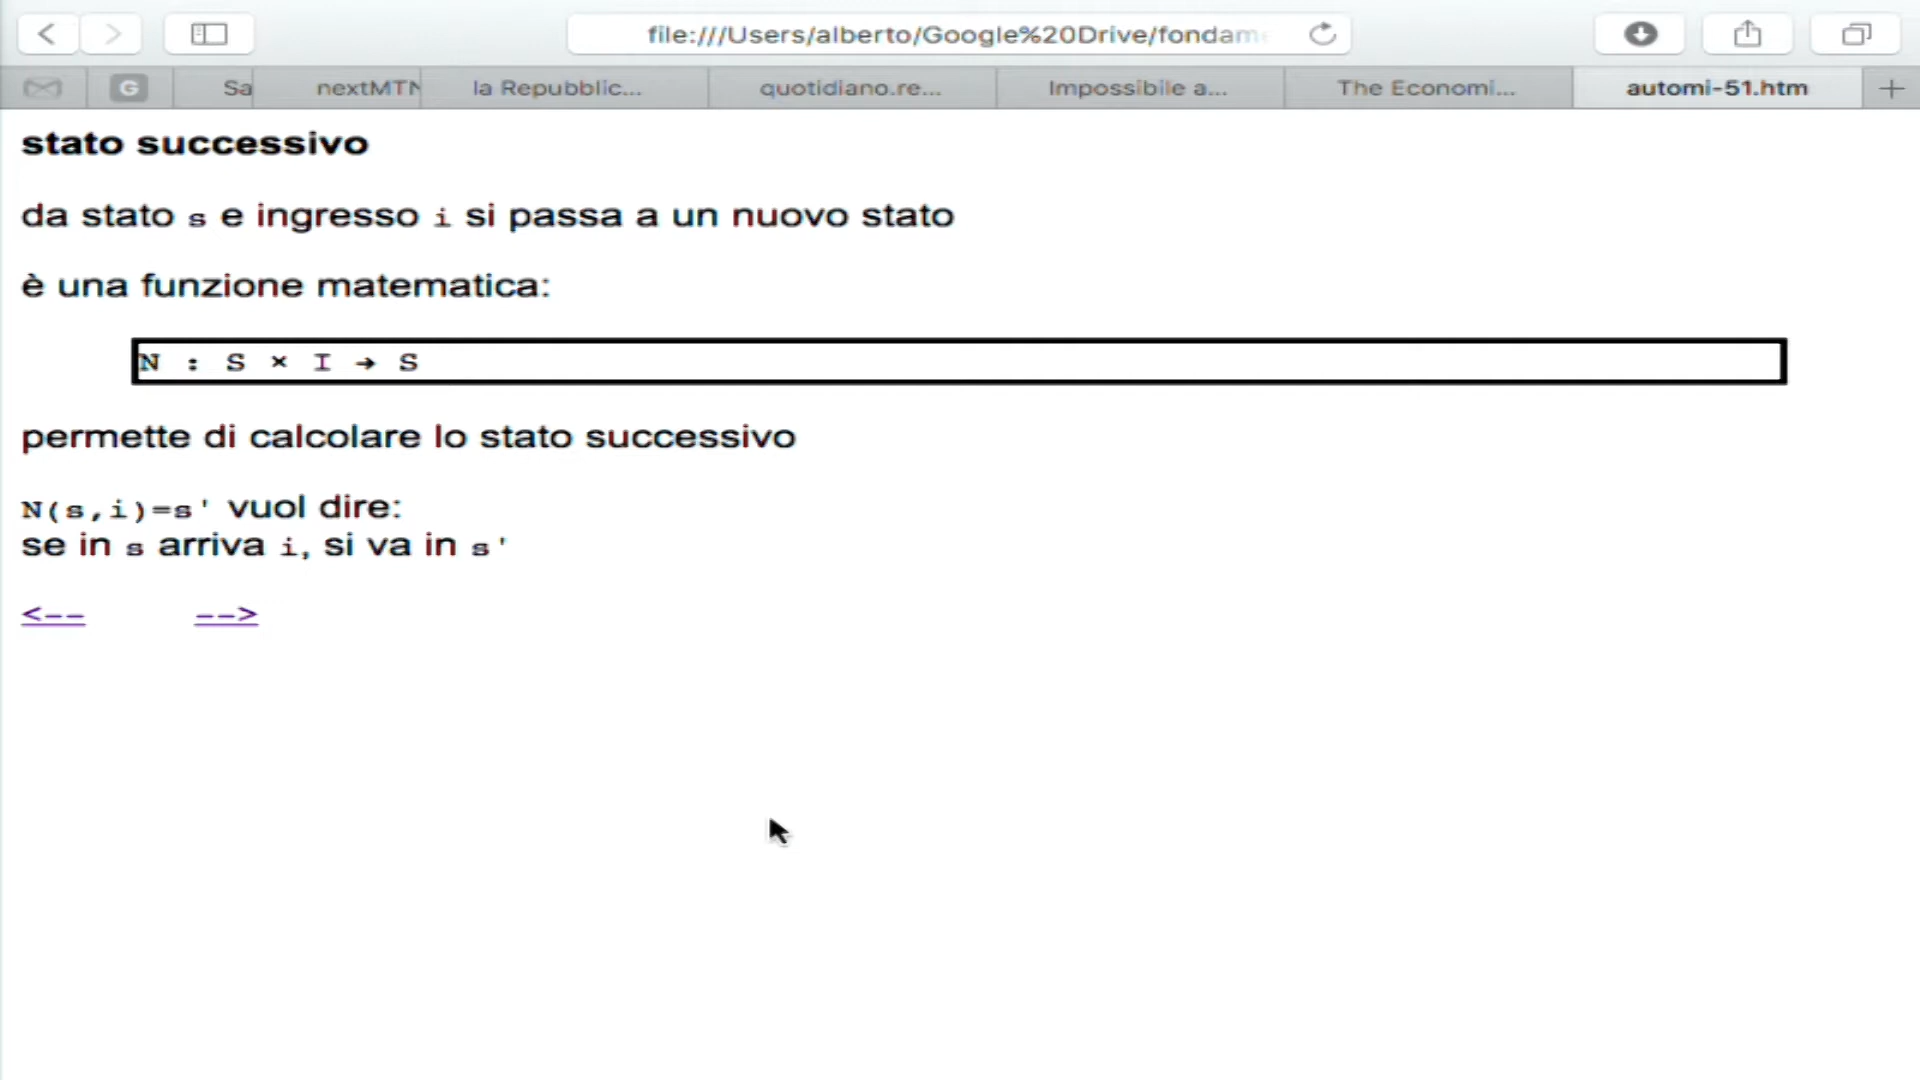 file:///Users/alberto/Google%20Drive/fondam
G
Sa
nextMTN
la Repubblic...
quotidiano.re...
Impossibile a...
The Economi...
automi-51.htm
stato successivo
da stato s e ingresso i si passa a un nuovo stato
è una funzione matematica:
N : S × I → S
permette di calcolare lo stato successivo
N(s,i)=s' vuol dire:
se in s arriva i, si va in s'
<-- -->